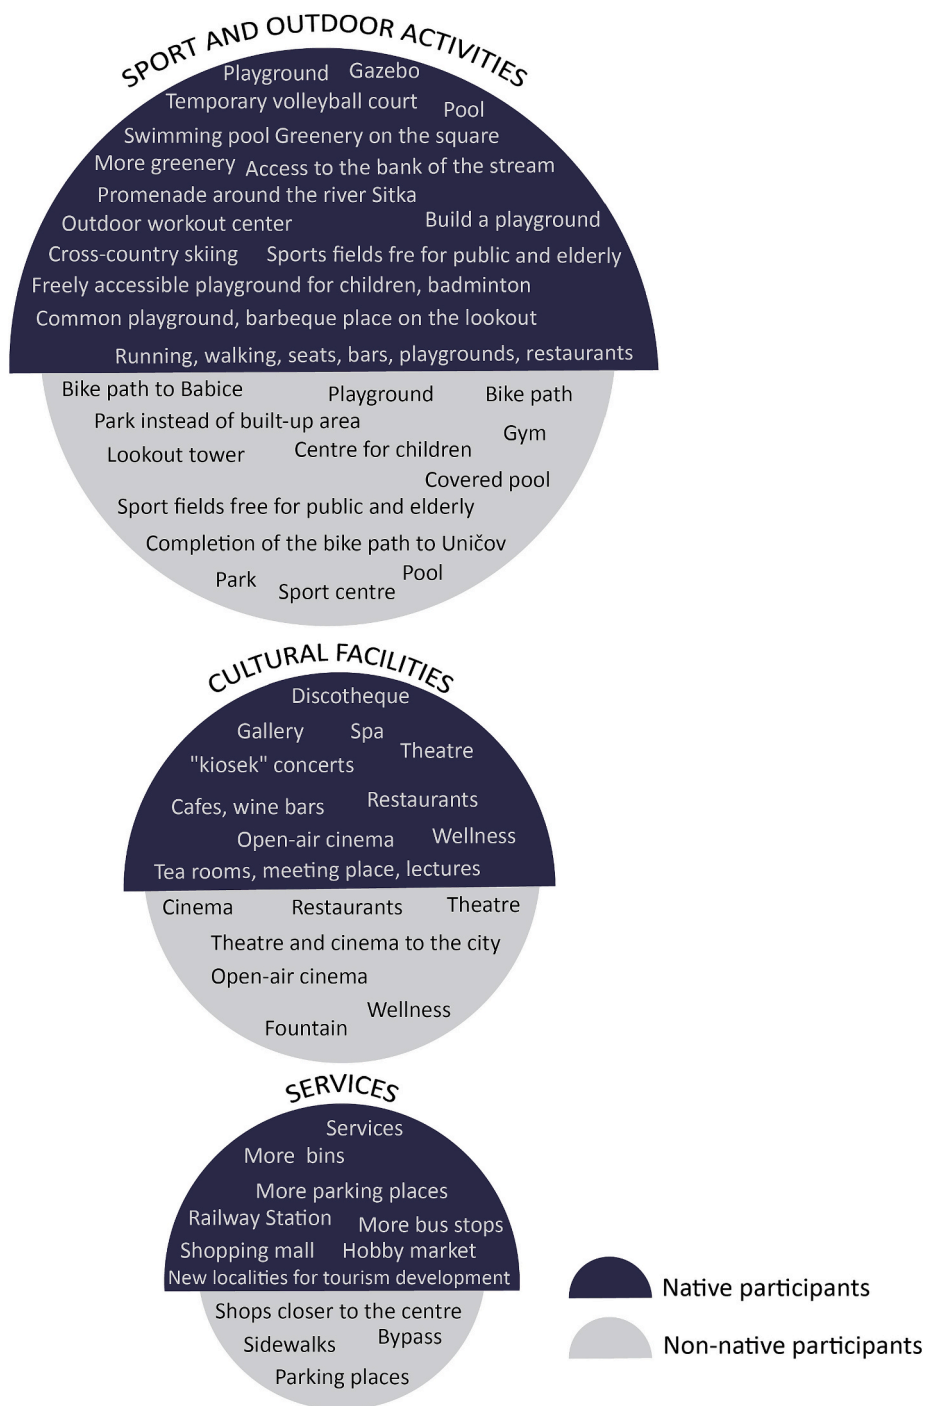 SPORT AND OUTDOOR ACTIVITIES
Playground
Gazebo
Temporary volleyball court
Pool
Swimming pool
Greenery on the square
More greenery
Access to the bank of the stream
Promenade around the river Sitka
Outdoor workout center
Build a playground
Cross-country skiing
Sports fields fre for public and elderly
Freely accessible playground for children, badminton
Common playground, barbeque place on the lookout
Running, walking, seats, bars, playgrounds, restaurants
Bike path to Babice
Playground
Bike path
Park instead of built-up area
Gym
Lookout tower
Centre for children
Covered pool
Sport fields free for public and elderly
Completion of the bike path to Uničov
Park
Sport centre
Pool
CULTURAL FACILITIES
Discotheque
Gallery
Spa
Theatre
"kiosek" concerts
Cafes, wine bars
Restaurants
Open-air cinema
Wellness
Tea rooms, meeting place, lectures
Cinema
Restaurants
Theatre
Theatre and cinema to the city
Open-air cinema
Wellness
Fountain
SERVICES
Services
More bins
More parking places
Railway Station
More bus stops
Shopping mall
Hobby market
New localities for tourism development
Shops closer to the centre
Sidewalks
Bypass
Parking places
Native participants
Non-native participants